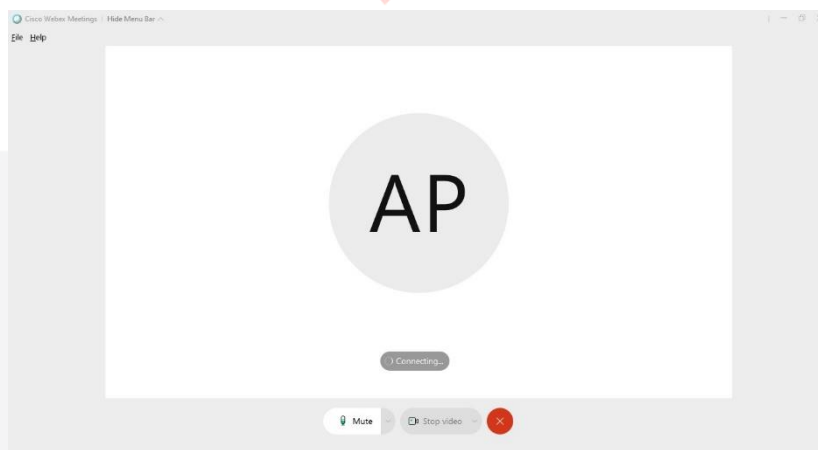 Cisco Webex Meetings | Hide Menu Bar ^
File Help
AP
Connecting...
Mute Stop video